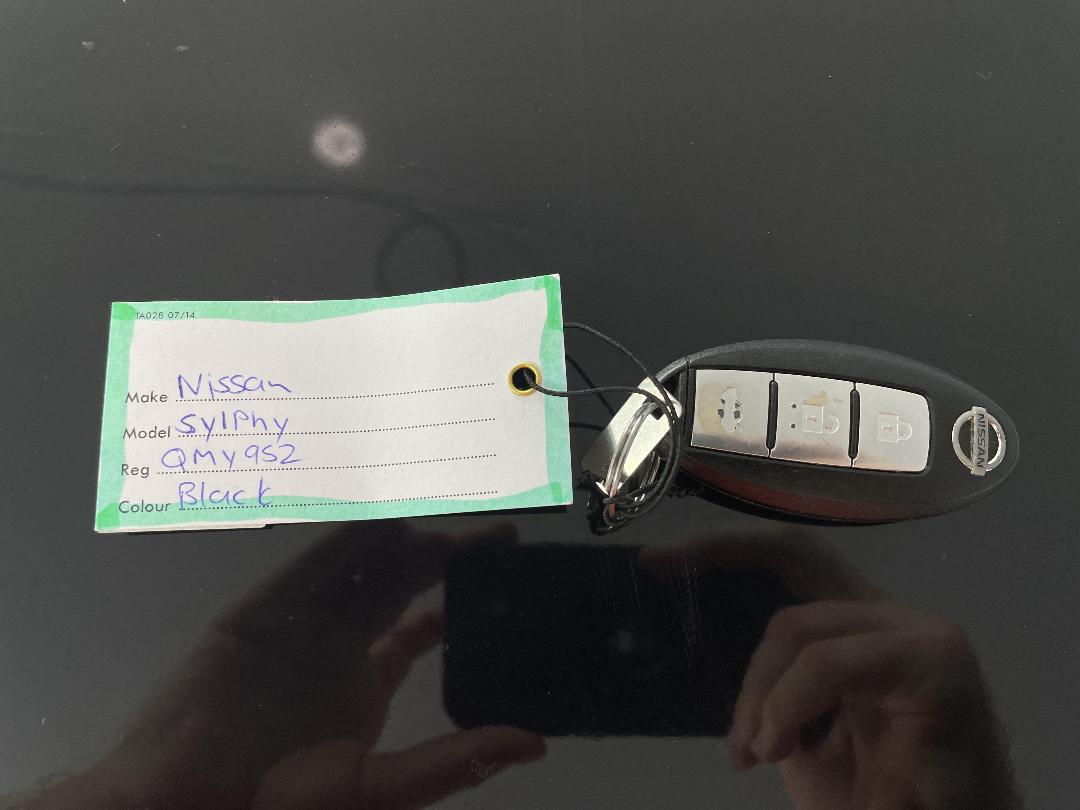 TA028 07/14
Make Nissan
Model Sylphy
Reg QMY952
Colour Black
NISSAN